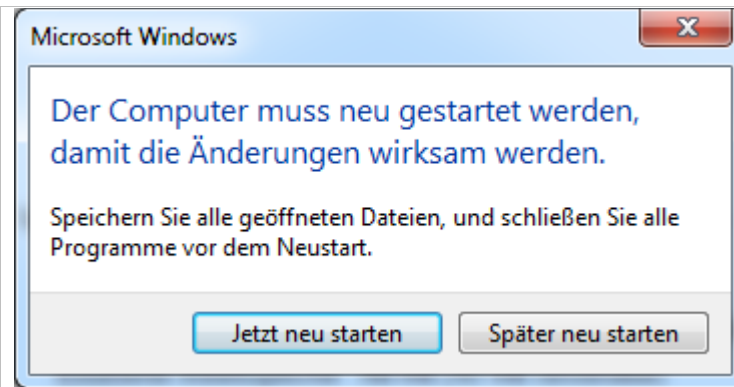 Microsoft Windows
Der Computer muss neu gestartet werden,
damit die Änderungen wirksam werden.
Speichern Sie alle geöffneten Dateien, und schließen Sie alle
Programme vor dem Neustart.
Jetzt neu starten
Später neu starten